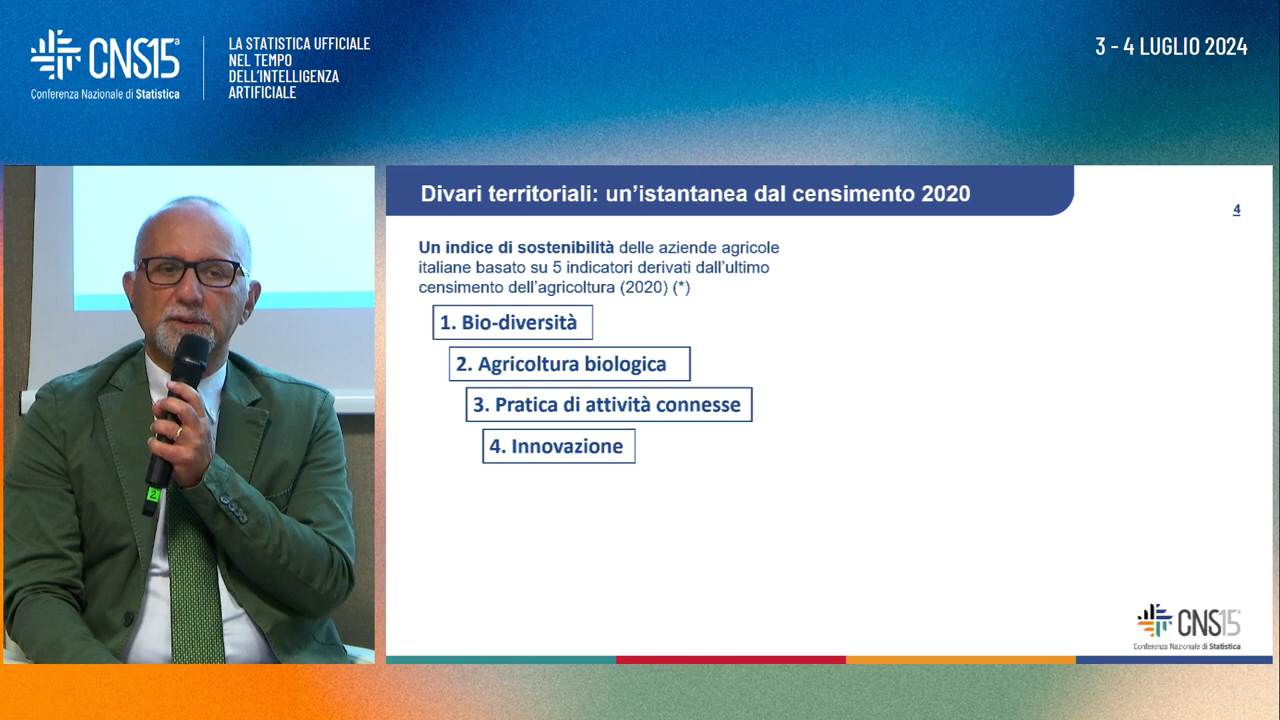 CNS15ª
Conferenza Nazionale di Statistica
LA STATISTICA UFFICIALE
NEL TEMPO
DELL'INTELLIGENZA
ARTIFICIALE
3 - 4 LUGLIO 2024
Divari territoriali: un'istantanea dal censimento 2020
4
Un indice di sostenibilità delle aziende agricole
italiane basato su 5 indicatori derivati dall'ultimo
censimento dell'agricoltura (2020) (*)
1. Bio-diversità
2. Agricoltura biologica
3. Pratica di attività connesse
4. Innovazione
2
CNS15ª
Conferenza Nazionale di Statistica